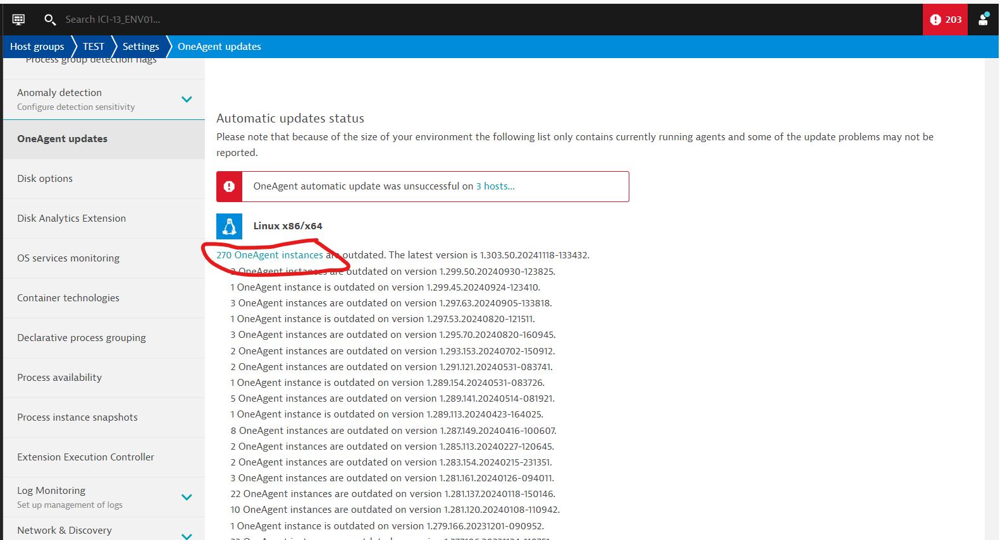 Search ICI-13_ENV01...
203
Host groups
TEST
Settings
OneAgent updates
Process group detection flags
Anomaly detection
Configure detection sensitivity
OneAgent updates
Disk options
Disk Analytics Extension
OS services monitoring
Container technologies
Declarative process grouping
Process availability
Process instance snapshots
Extension Execution Controller
Log Monitoring
Set up management of logs
Network & Discovery
Automatic updates status
Please note that because of the size of your environment the following list only contains currently running agents and some of the update problems may not be
reported.
OneAgent automatic update was unsuccessful on 3 hosts...
Linux x86/x64
270 OneAgent instances are outdated. The latest version is 1.303.50.20241118-133432.
2 OneAgent instances are outdated on version 1.299.50.20240930-123825.
1 OneAgent instance is outdated on version 1.299.45.20240924-123410.
3 OneAgent instances are outdated on version 1.297.63.20240905-133818.
1 OneAgent instance is outdated on version 1.297.53.20240820-121511.
3 OneAgent instances are outdated on version 1.295.70.20240820-160945.
2 OneAgent instances are outdated on version 1.293.153.20240702-150912.
2 OneAgent instances are outdated on version 1.291.121.20240531-083741.
1 OneAgent instance is outdated on version 1.289.154.20240531-083726.
5 OneAgent instances are outdated on version 1.289.141.20240514-081921.
1 OneAgent instance is outdated on version 1.289.113.20240423-164025.
8 OneAgent instances are outdated on version 1.287.149.20240416-100607.
2 OneAgent instances are outdated on version 1.285.113.20240227-120645.
2 OneAgent instances are outdated on version 1.283.154.20240215-231351.
3 OneAgent instances are outdated on version 1.281.161.20240126-094011.
22 OneAgent instances are outdated on version 1.281.137.20240118-150146.
10 OneAgent instances are outdated on version 1.281.120.20240108-110942.
1 OneAgent instance is outdated on version 1.279.166.20231201-090952.